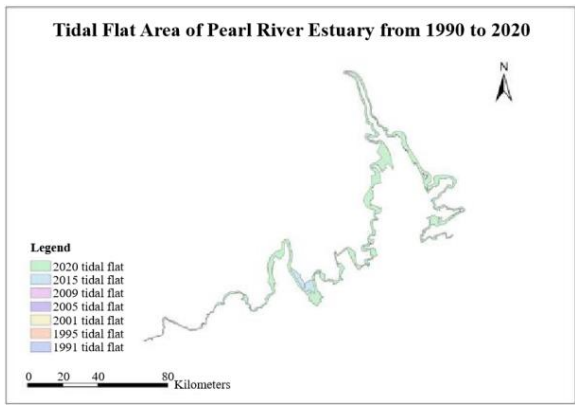 Tidal Flat Area of Pearl River Estuary from 1990 to 2020
N
Legend
2020 tidal flat
2015 tidal flat
2009 tidal flat
2005 tidal flat
2001 tidal flat
1995 tidal flat
1991 tidal flat
0 20 40 80
Kilometers